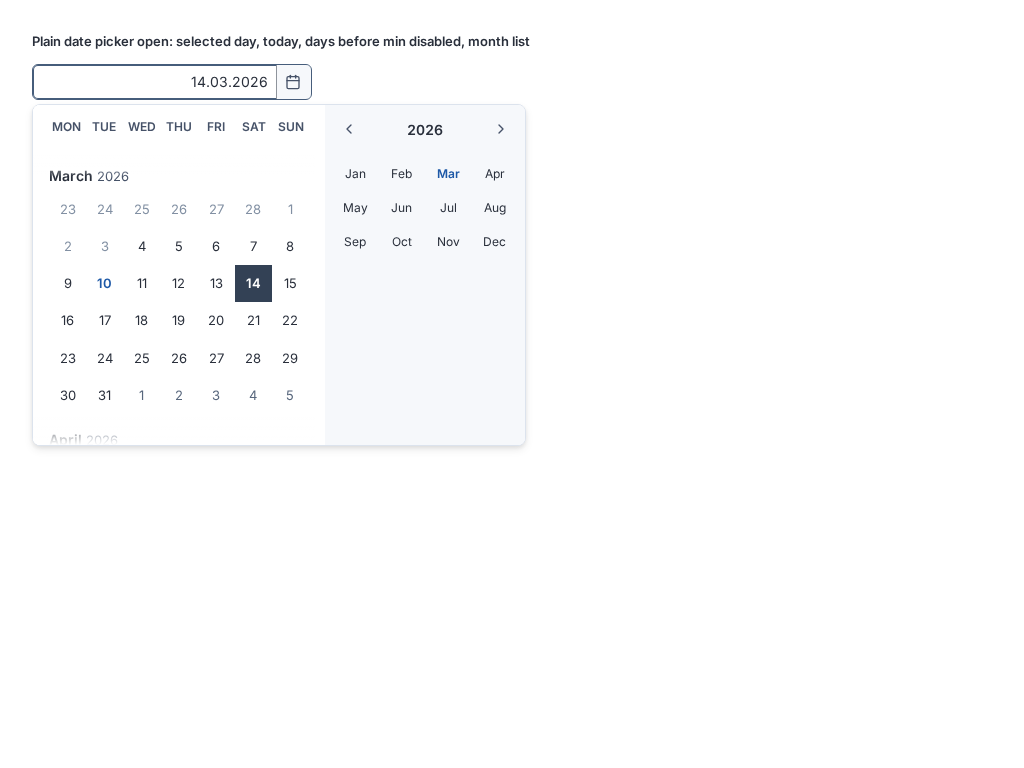 Plain date picker open: selected day, today, days before min disabled, month list
14.03.2026
MON TUE WED THU FRI SAT SUN
March 2026
23 24 25 26 27 28 1
2 3 4 5 6 7 8
9 10 11 12 13 14 15
16 17 18 19 20 21 22
23 24 25 26 27 28 29
30 31 1 2 3 4 5
April 2026
2026
Jan Feb Mar Apr
May Jun Jul Aug
Sep Oct Nov Dec